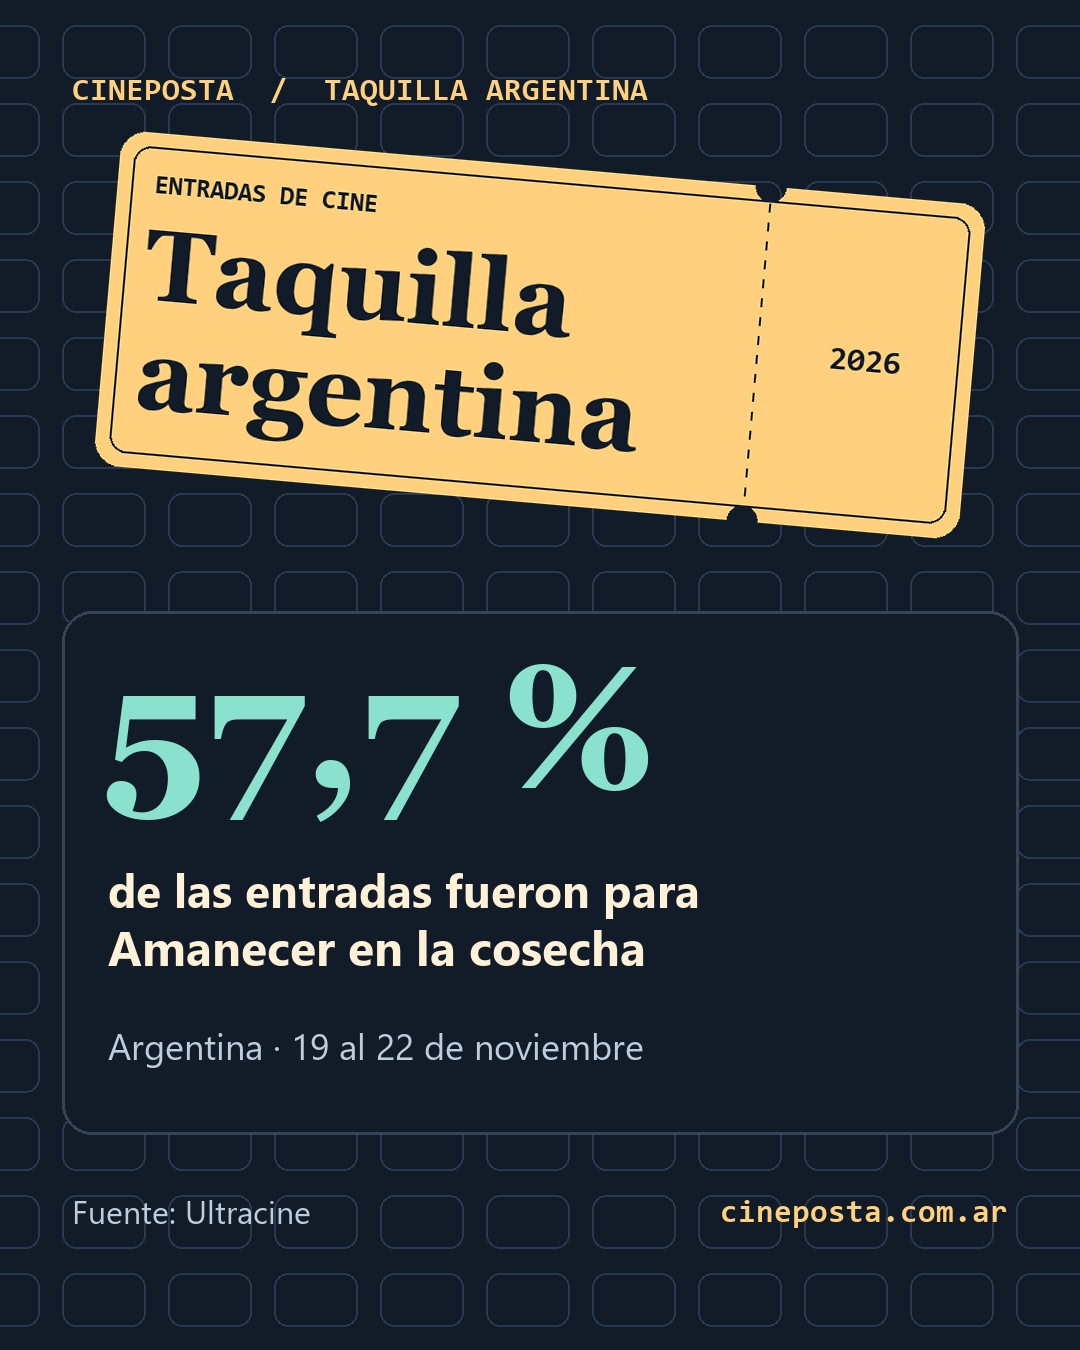 CINEPOSTA / TAQUILLA ARGENTINA
ENTRADAS DE CINE
Taquilla
argentina
2026
57,7 %
de las entradas fueron para
Amanecer en la cosecha
Argentina · 19 al 22 de noviembre
Fuente: Ultracine
cineposta.com.ar